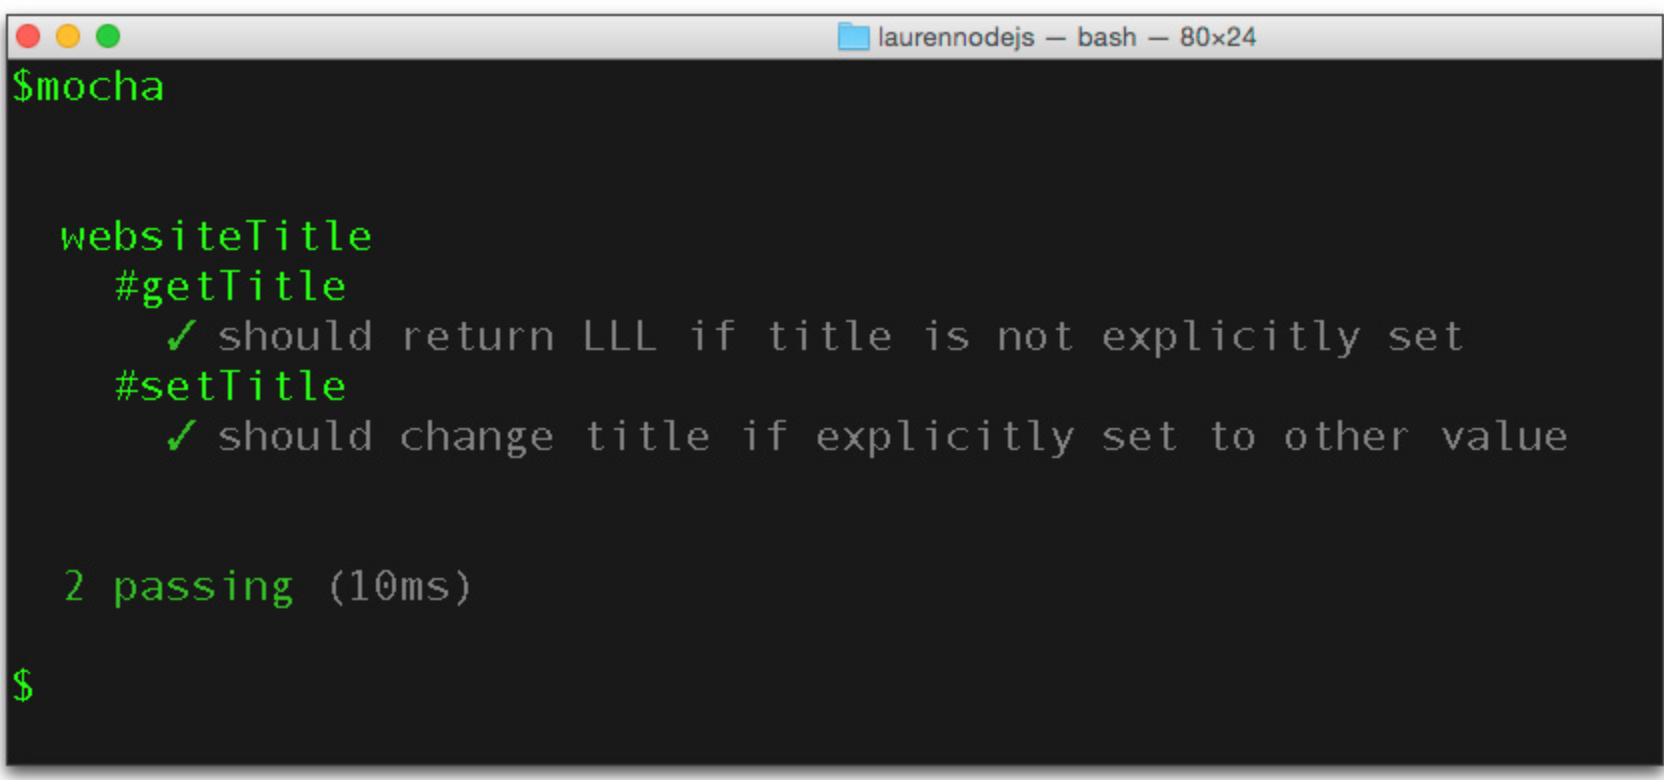 laurennodejs — bash — 80×24
$mocha
websiteTitle
#getTitle
✓ should return LLL if title is not explicitly set
#setTitle
✓ should change title if explicitly set to other value
2 passing (10ms)
$